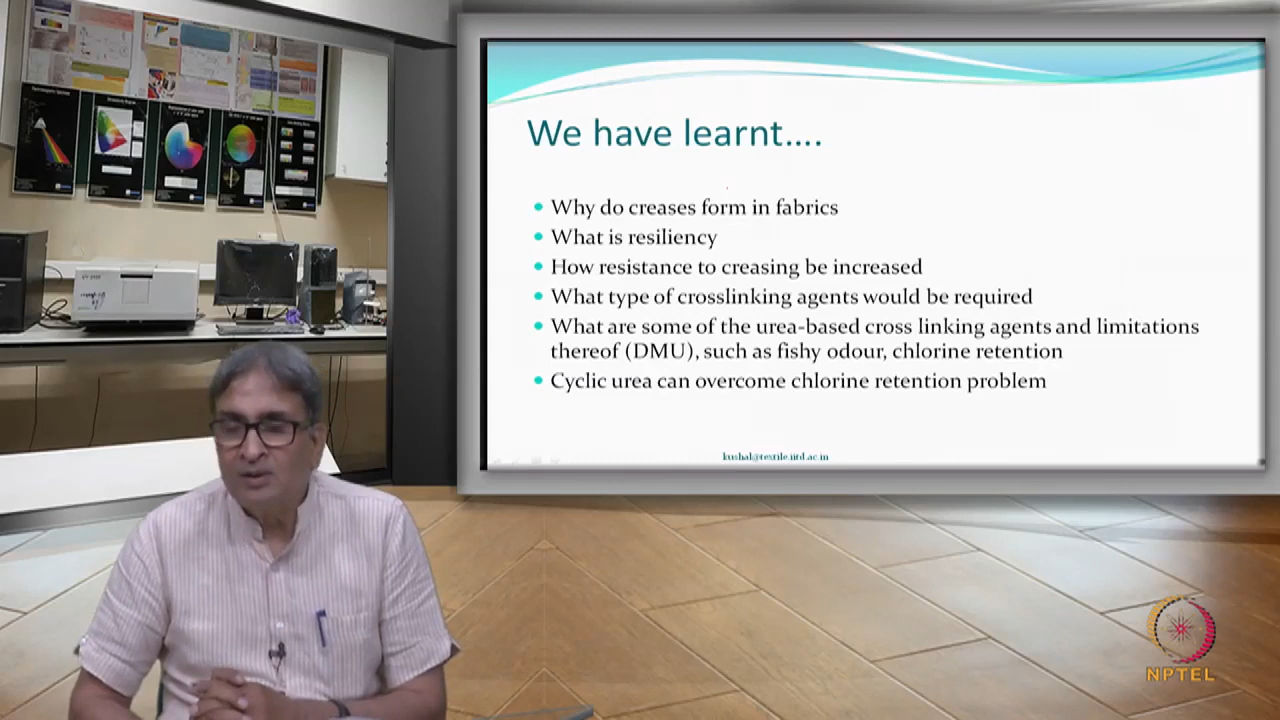 We have learnt....
• Why do creases form in fabrics
• What is resiliency
• How resistance to creasing be increased
• What type of crosslinking agents would be required
• What are some of the urea-based cross linking agents and limitations
thereof (DMU), such as fishy odour, chlorine retention
• Cyclic urea can overcome chlorine retention problem
kushal@textile.iitd.ac.in
NPTEL